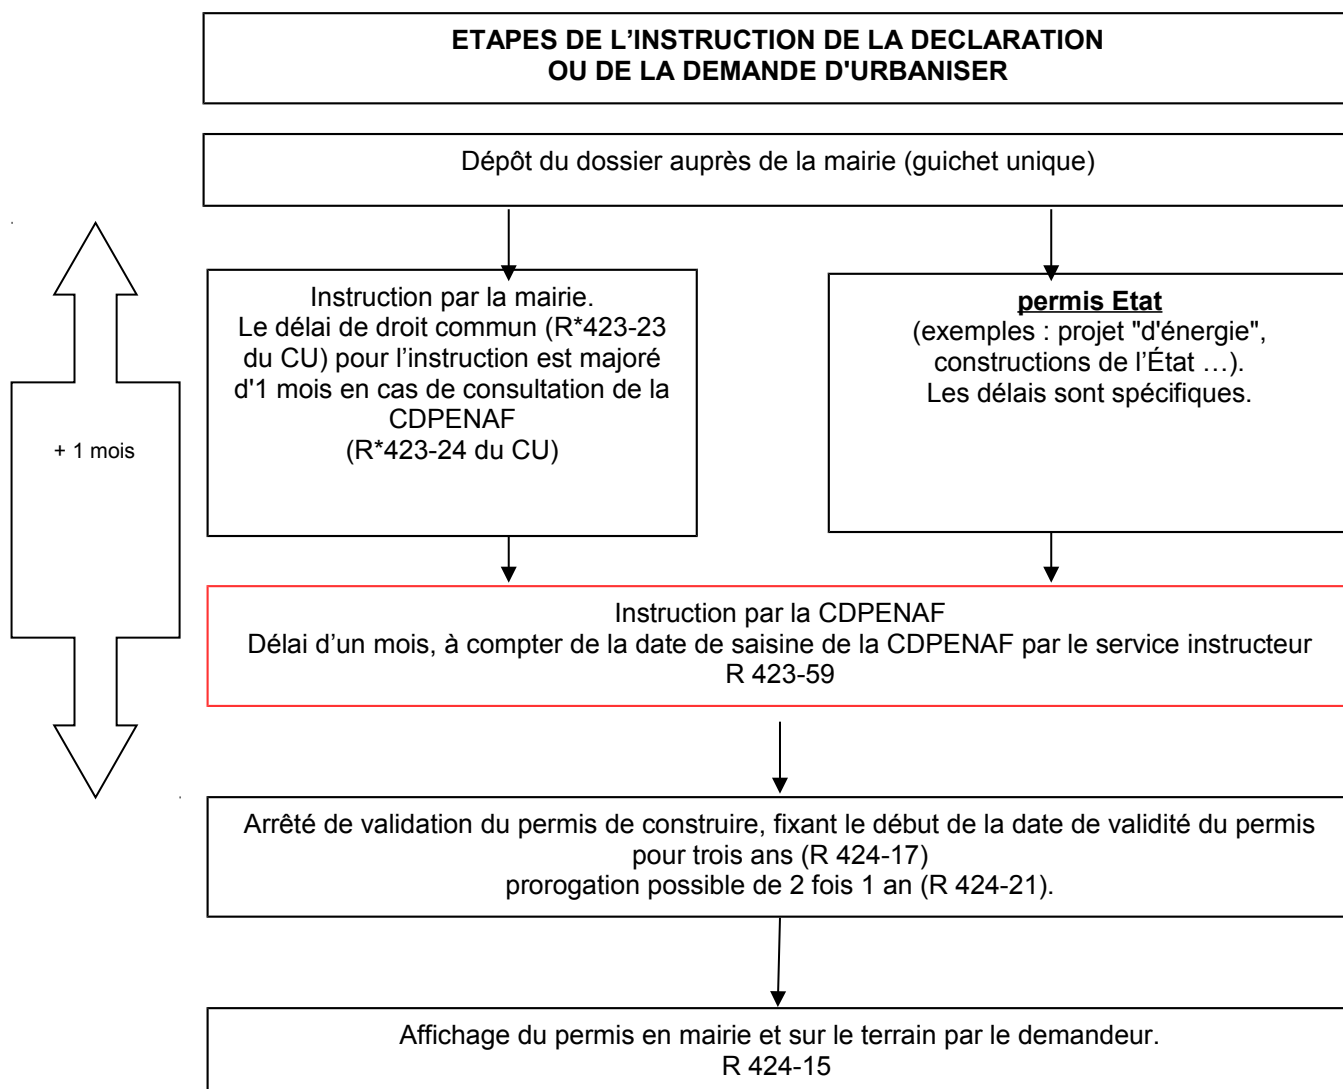 ETAPES DE L’INSTRUCTION DE LA DECLARATION
OU DE LA DEMANDE D'URBANISER
Dépôt du dossier auprès de la mairie (guichet unique)
Instruction par la mairie.
Le délai de droit commun (R*423-23
du CU) pour l’instruction est majoré
d'1 mois en cas de consultation de la
CDPENAF
(R*423-24 du CU)
permis Etat
(exemples : projet "d'énergie",
constructions de l’État …).
Les délais sont spécifiques.
+ 1 mois
Instruction par la CDPENAF
Délai d’un mois, à compter de la date de saisine de la CDPENAF par le service instructeur
R 423-59
Arrêté de validation du permis de construire, fixant le début de la date de validité du permis
pour trois ans (R 424-17)
prorogation possible de 2 fois 1 an (R 424-21).
Affichage du permis en mairie et sur le terrain par le demandeur.
R 424-15